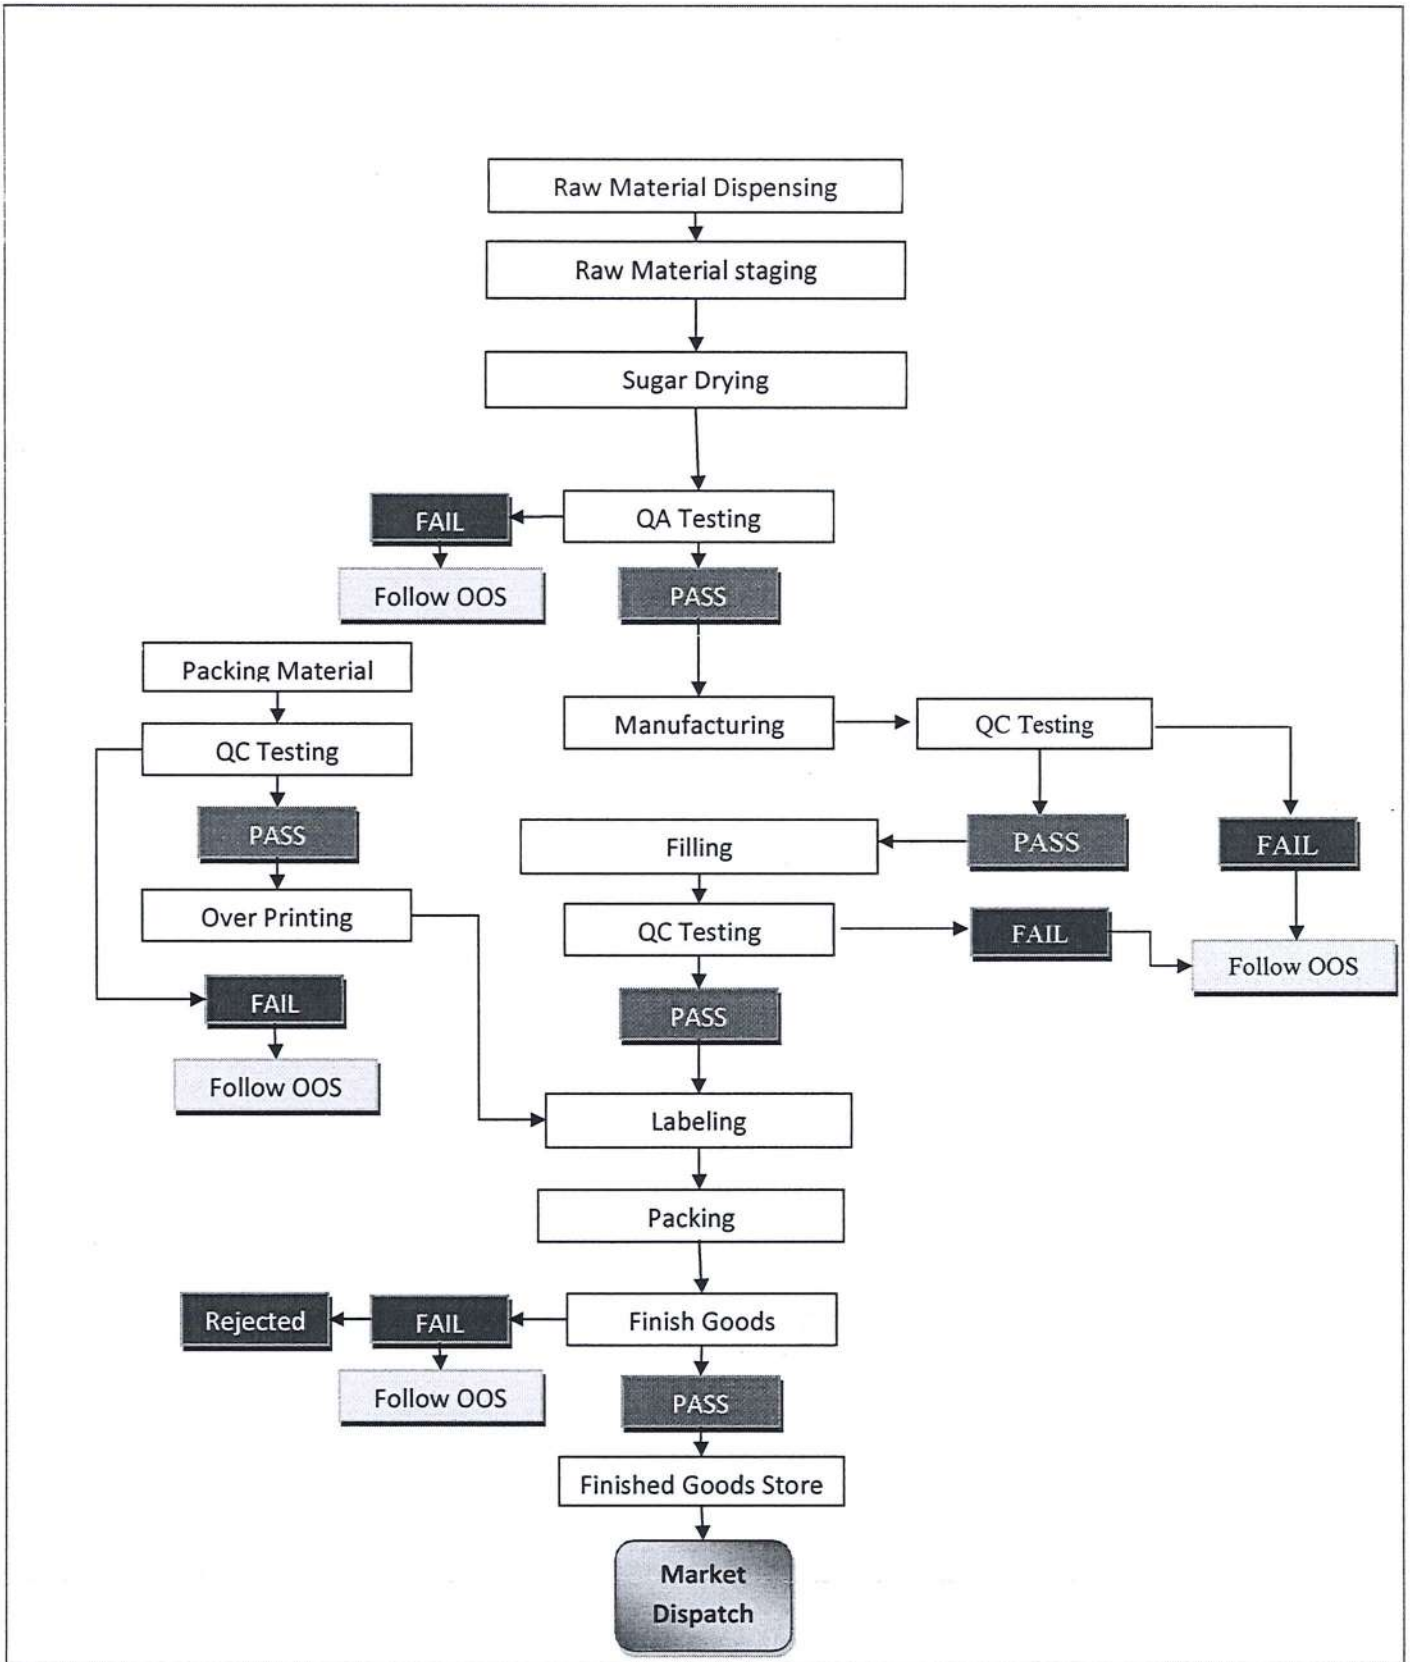 Raw Material Dispensing
Raw Material staging
Sugar Drying
FAIL
QA Testing
Follow OOS
PASS
Packing Material
Manufacturing
QC Testing
QC Testing
PASS
Filling
PASS
FAIL
Over Printing
QC Testing
FAIL
Follow OOS
FAIL
PASS
Follow OOS
Labeling
Packing
Rejected
FAIL
Finish Goods
Follow OOS
PASS
Finished Goods Store
Market
Dispatch